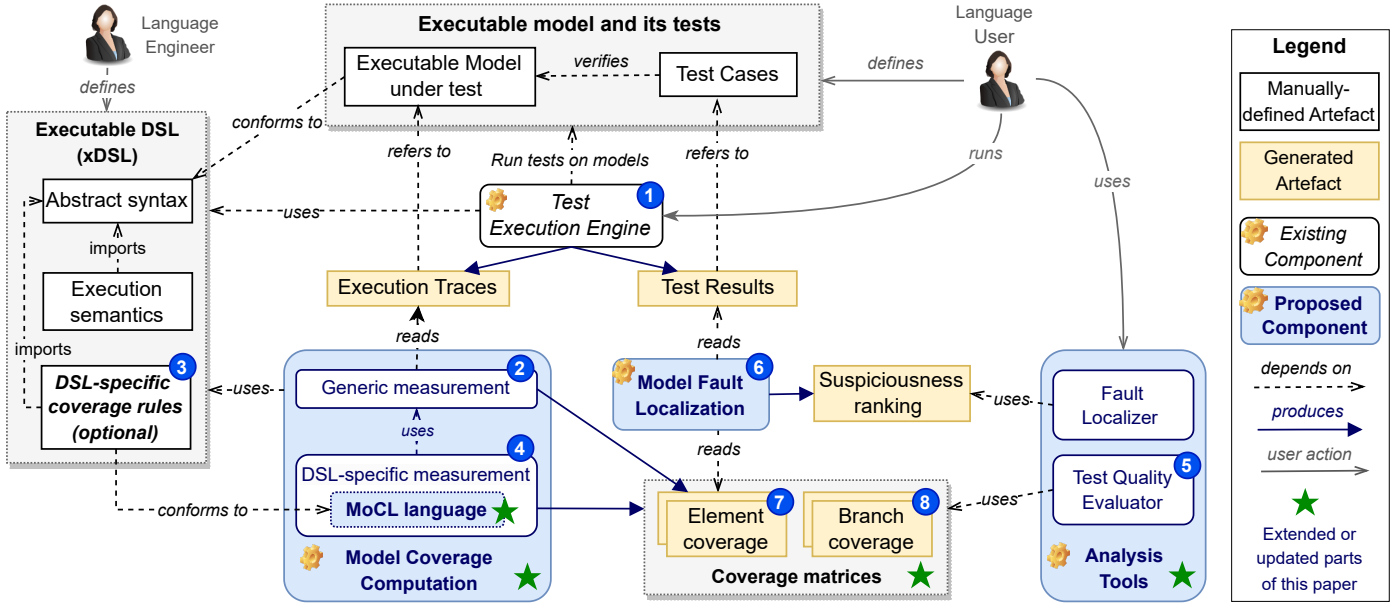 Language
Engineer
defines
Executable DSL
(xDSL)
Abstract syntax
imports
Execution
semantics
imports
3
DSL-specific
coverage rules
(optional)
conforms to
Executable model and its tests
Executable Model
under test
verifies
Test Cases
conforms to
refers to
Run tests on models
refers to
uses
1
Test
Execution Engine
Language
User
defines
runs
uses
Execution Traces
Test Results
reads
reads
uses
2
Generic measurement
uses
4
DSL-specific measurement
MoCL language
Model Coverage
Computation
6
Model Fault
Localization
Suspiciousness
ranking
reads
7
Element
coverage
8
Branch
coverage
Coverage matrices
uses
uses
Fault
Localizer
5
Test Quality
Evaluator
Analysis
Tools
Legend
Manually-
defined Artefact
Generated
Artefact
Existing
Component
Proposed
Component
depends on
produces
user action
Extended or
updated parts
of this paper